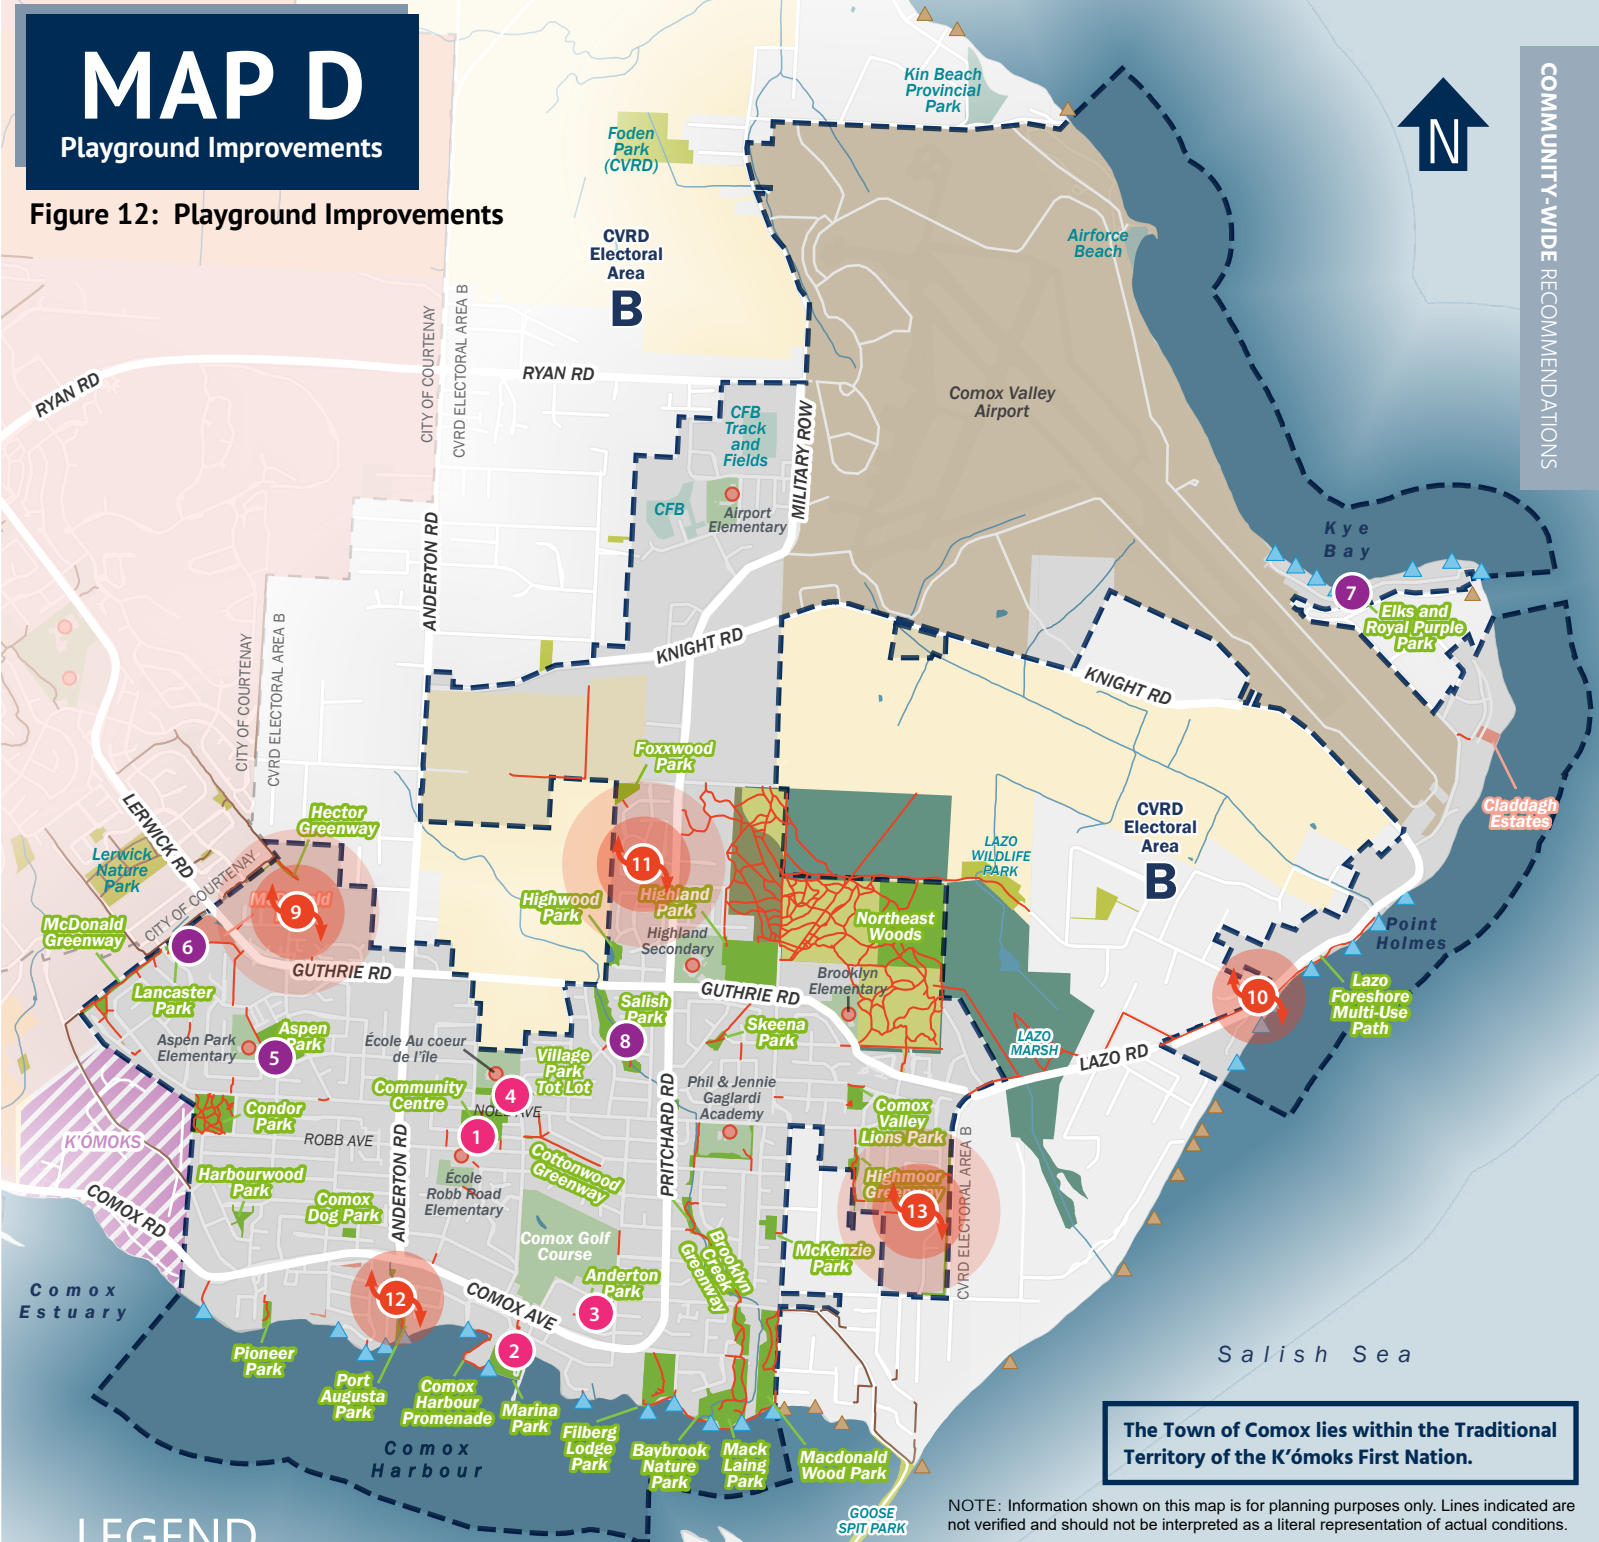 MAP D
Playground Improvements
Figure 12: Playground Improvements
COMMUNITY-WIDE RECOMMENDATIONS
N
Kin Beach
Provincial
Park
Foden
Park
(CVRD)
CVRD
Electoral
Area
B
Airforce
Beach
Comox Valley
Airport
CITY OF COURTENAY
CVRD ELECTORAL AREA B
RYAN RD
RYAN RD
CFB
Track
and
Fields
MILITARY ROW
CFB
Airport
Elementary
ANDERTON RD
Kye
Bay
7
Elks and
Royal Purple
Park
KNIGHT RD
KNIGHT RD
CITY OF COURTENAY
CVRD ELECTORAL AREA B
Foxxwood
Park
Claddagh
Estates
LERWICK RD
Hector
Greenway
CVRD
Electoral
Area
B
Lerwick
Nature
Park
CITY OF COURTENAY
11
LAZO
WILDLIFE
PARK
9
Highwood
Park
Highland
Park
Northeast
Woods
McDonald
Greenway
6
Highland
Secondary
Point
Holmes
GUTHRIE RD
GUTHRIE RD
Brooklyn
Elementary
Lancaster
Park
Salish
Park
8
Skeena
Park
10
Lazo
Foreshore
Multi-Use
Path
Aspen Park
Elementary
Aspen
Park
5
École Au coeur
de l'île
Village
Park
Tot Lot
LAZO
MARSH
LAZO RD
Community
Centre
4
NOEL AVE
Phil & Jennie
Gaglardi
Academy
PRITCHARD RD
Condor
Park
ROBB AVE
1
Comox
Valley
Lions Park
K'ÓMOKS
ANDERTON RD
École
Robb Road
Elementary
Cottonwood
Greenway
Highmoor
Greenway
13
CVRD ELECTORAL AREA B
Harbourwood
Park
COMOX RD
Comox
Dog Park
Comox Golf
Course
Brooklyn
Creek
Greenway
McKenzie
Park
Comox
Estuary
12
COMOX AVE
Anderton
Park
3
2
Pioneer
Park
Port
Augusta
Park
Comox
Harbour
Promenade
Marina
Park
Filberg
Lodge
Park
Baybrook
Nature
Park
Mack
Laing
Park
Macdonald
Wood Park
Comox
Harbour
Salish Sea
GOOSE
SPIT PARK
The Town of Comox lies within the Traditional
Territory of the K'ómoks First Nation.
NOTE: Information shown on this map is for planning purposes only. Lines indicated are
not verified and should not be interpreted as a literal representation of actual conditions.
LEGEND